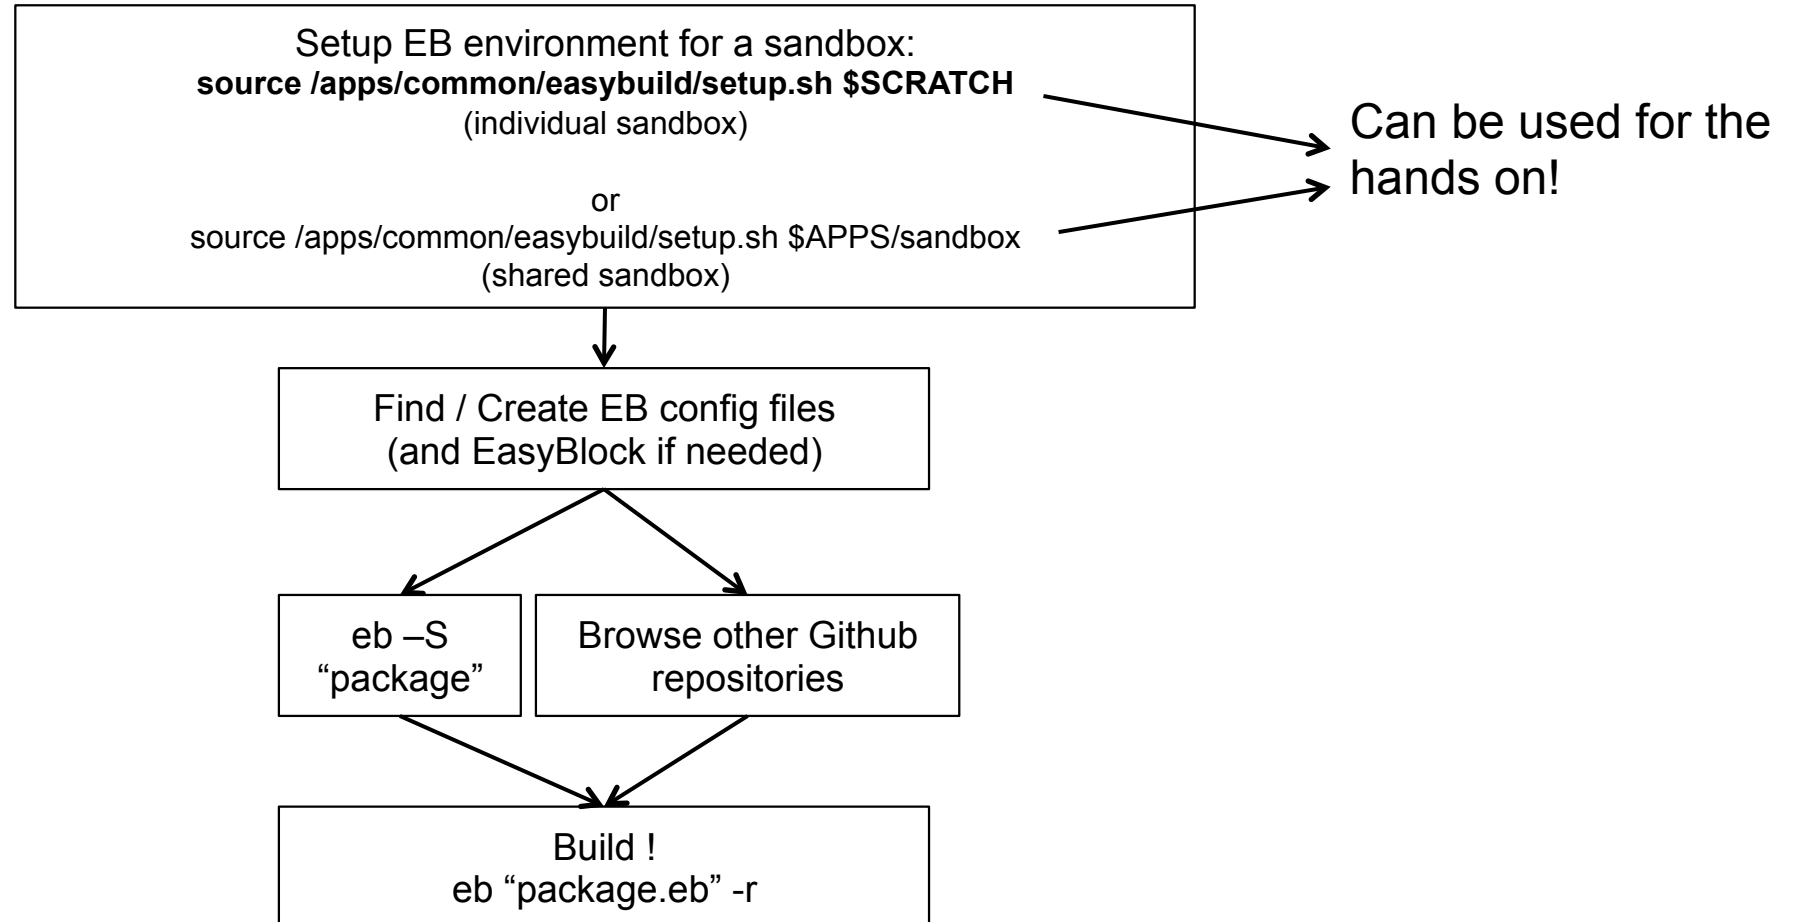 Setup EB environment for a sandbox:
source /apps/common/easybuild/setup.sh $SCRATCH
(individual sandbox)
or
source /apps/common/easybuild/setup.sh $APPS/sandbox
(shared sandbox)
Can be used for the
hands on!
Find / Create EB config files
(and EasyBlock if needed)
eb –S
“package”
Browse other Github
repositories
Build !
eb “package.eb” -r